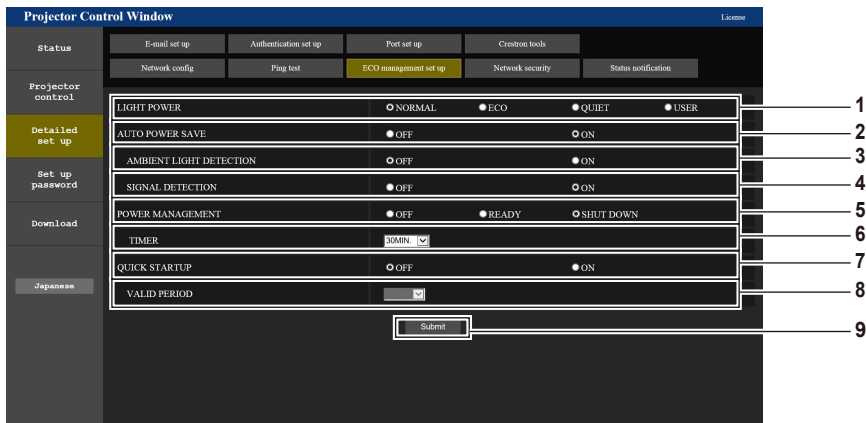 Projector Control Window License
Status
E-mail set up Authentication set up Port set up Crestron tools
Network config Ping test ECO management set up Network security Status notification
Projector
control
Detailed
set up
Set up
password
Download
Japanese
LIGHT POWER NORMAL ECO QUIET USER 1
AUTO POWER SAVE OFF ON 2
AMBIENT LIGHT DETECTION OFF ON 3
SIGNAL DETECTION OFF ON 4
POWER MANAGEMENT OFF READY SHUT DOWN 5
TIMER 30MIN. 6
QUICK STARTUP OFF ON 7
VALID PERIOD 8
Submit 9